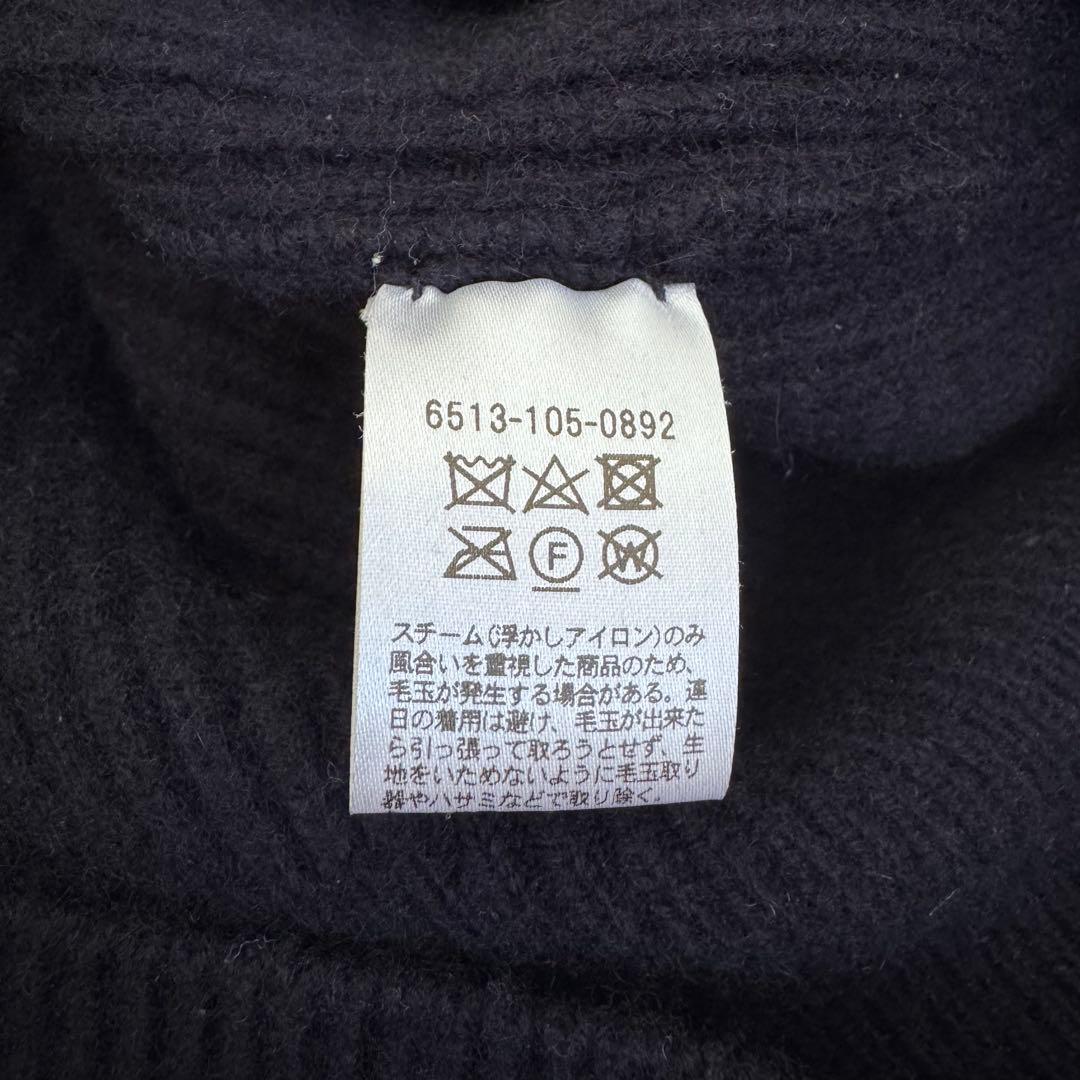 6513-105-0892
F W
スチーム(浮かしアイロン)のみ
風合いを重視した商品のため、
毛玉が発生する場合がある。連
日の着用は避け、毛玉が出来た
ら引っ張って取ろうとせず、生
地をいためないように毛玉取り
器やハサミなどで取り除く。